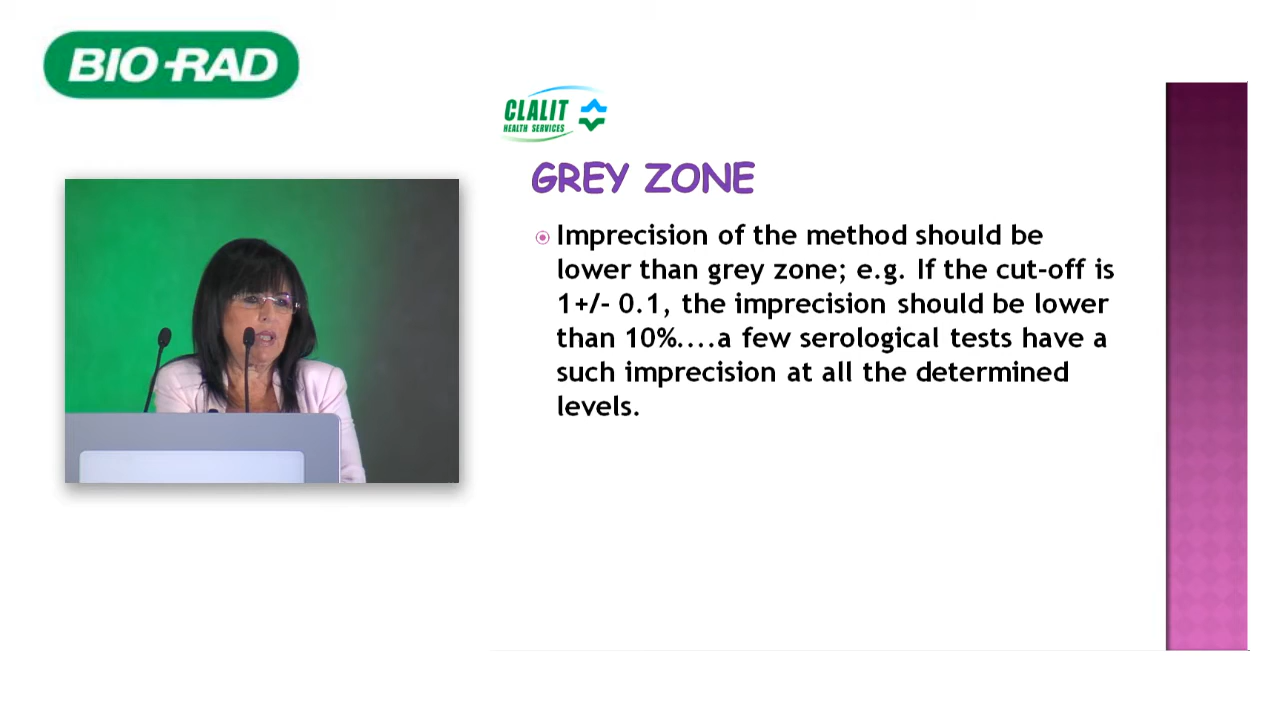 BIO-RAD
CLALIT
HEALTH SERVICES
GREY ZONE
Imprecision of the method should be
lower than grey zone; e.g. If the cut-off is
1+/- 0.1, the imprecision should be lower
than 10%....a few serological tests have a
such imprecision at all the determined
levels.